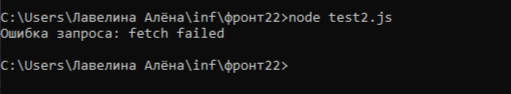 C:\Users\Лавелина Алёна\inf\фронт22>node test2.js
Ошибка запроса: fetch failed
C:\Users\Лавелина Алёна\inf\фронт22>